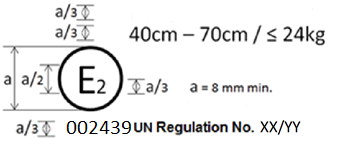 a/3
a/3
40cm – 70cm / ≤ 24kg
a
a/2
E2
a/3
a = 8 mm min.
a/3
002439 UN Regulation No. XX/YY